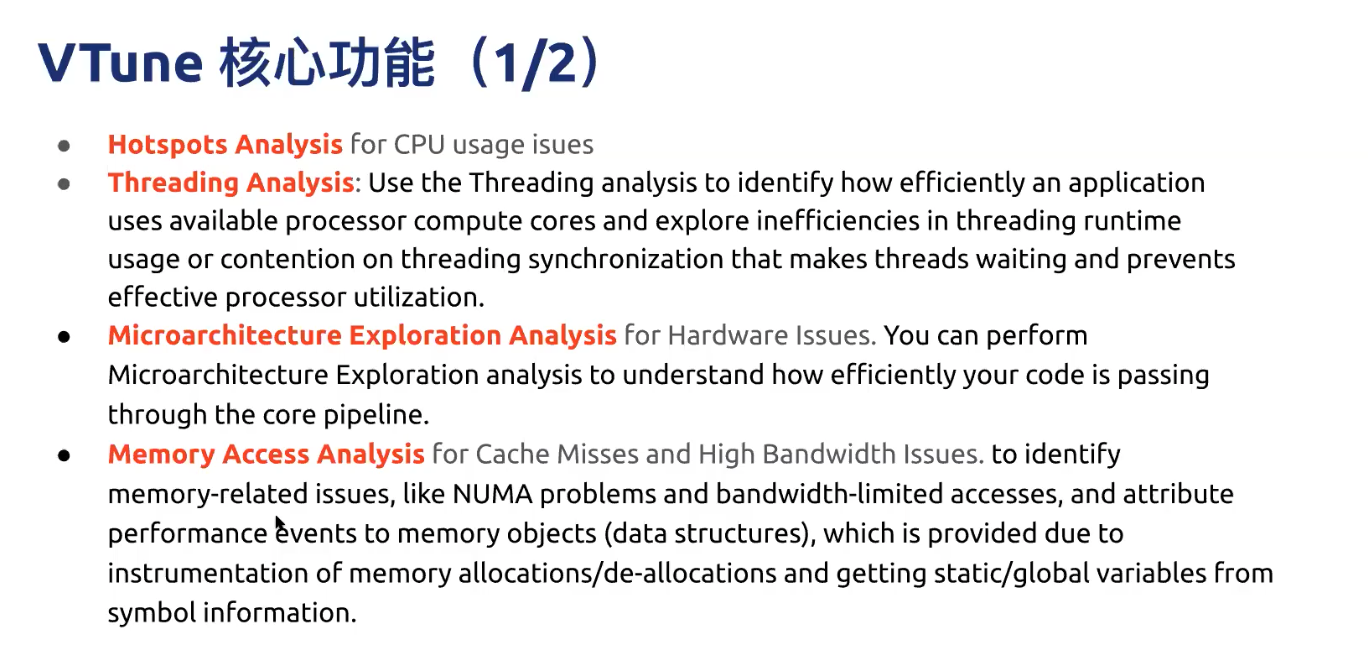 VTune 核心功能（1/2）
● Hotspots Analysis for CPU usage isues
● Threading Analysis: Use the Threading analysis to identify how efficiently an application
uses available processor compute cores and explore inefficiencies in threading runtime
usage or contention on threading synchronization that makes threads waiting and prevents
effective processor utilization.
● Microarchitecture Exploration Analysis for Hardware Issues. You can perform
Microarchitecture Exploration analysis to understand how efficiently your code is passing
through the core pipeline.
● Memory Access Analysis for Cache Misses and High Bandwidth Issues. to identify
memory-related issues, like NUMA problems and bandwidth-limited accesses, and attribute
performance events to memory objects (data structures), which is provided due to
instrumentation of memory allocations/de-allocations and getting static/global variables from
symbol information.